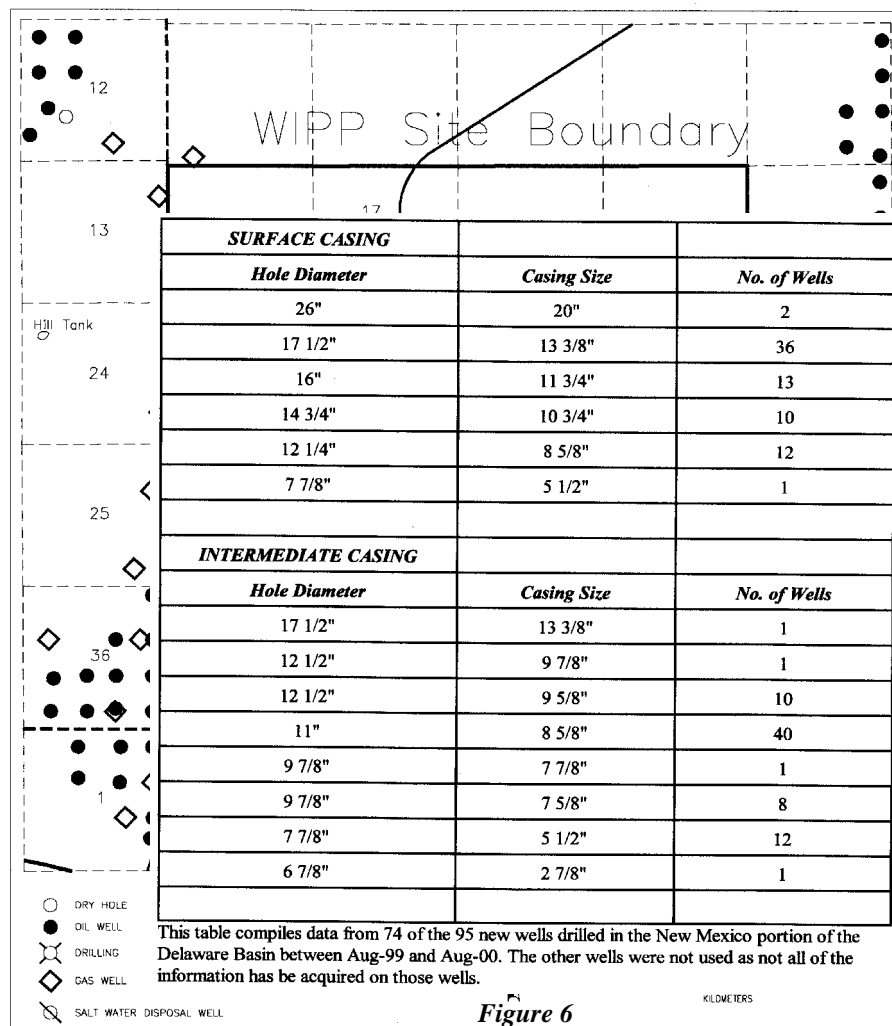 12
WIPP Site Boundary
17
13
Hill Tank
24
25
36
1
SURFACE CASING
Hole Diameter Casing Size No. of Wells
26" 20" 2
17 1/2" 13 3/8" 36
16" 11 3/4" 13
14 3/4" 10 3/4" 10
12 1/4" 8 5/8" 12
7 7/8" 5 1/2" 1
INTERMEDIATE CASING
Hole Diameter Casing Size No. of Wells
17 1/2" 13 3/8" 1
12 1/2" 9 7/8" 1
12 1/2" 9 5/8" 10
11" 8 5/8" 40
9 7/8" 7 7/8" 1
9 7/8" 7 5/8" 8
7 7/8" 5 1/2" 12
6 7/8" 2 7/8" 1
DRY HOLE
OIL WELL
DRILLING
GAS WELL
SALT WATER DISPOSAL WELL
This table compiles data from 74 of the 95 new wells drilled in the New Mexico portion of the
Delaware Basin between Aug-99 and Aug-00. The other wells were not used as not all of the
information has be acquired on those wells.
KILOMETERS
Figure 6